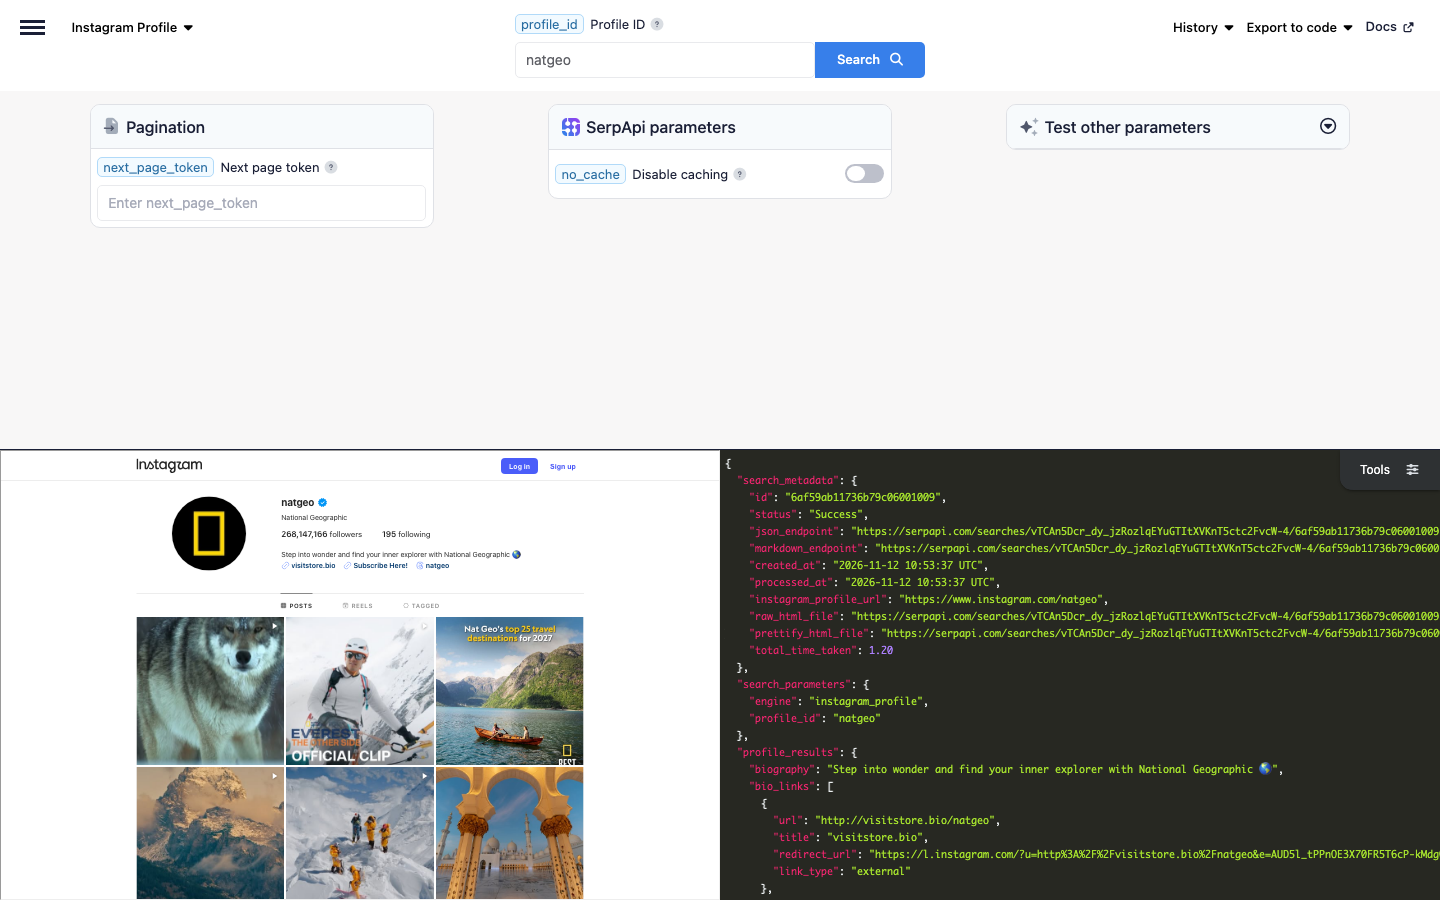 Instagram Profile
profile_id Profile ID ?
natgeo
Search
History
Export to code
Docs
Pagination
next_page_token Next page token ?
Enter next_page_token
SerpApi parameters
no_cache Disable caching ?
Test other parameters
Instagram
Log in
Sign up
natgeo
National Geographic
268,147,166 followers 195 following
Step into wonder and find your inner explorer with National Geographic 🌎
visitstore.bio Subscribe Here! natgeo
POSTS REELS TAGGED
EVEREST
THE OTHER SIDE
OFFICIAL CLIP
Nat Geo's top 25 travel
destinations for 2027
BEST
Tools
{
"search_metadata": {
"id": "6af59ab11736b79c06001009",
"status": "Success",
"json_endpoint": "https://serpapi.com/searches/vTCAn5Dcr_dy_jzRozlqEYuGTItXVKnT5ctc2FvcW-4/6af59ab11736b79c06001009
"markdown_endpoint": "https://serpapi.com/searches/vTCAn5Dcr_dy_jzRozlqEYuGTItXVKnT5ctc2FvcW-4/6af59ab11736b79c0600
"created_at": "2026-11-12 10:53:37 UTC",
"processed_at": "2026-11-12 10:53:37 UTC",
"instagram_profile_url": "https://www.instagram.com/natgeo",
"raw_html_file": "https://serpapi.com/searches/vTCAn5Dcr_dy_jzRozlqEYuGTItXVKnT5ctc2FvcW-4/6af59ab11736b79c06001009
"prettify_html_file": "https://serpapi.com/searches/vTCAn5Dcr_dy_jzRozlqEYuGTItXVKnT5ctc2FvcW-4/6af59ab11736b79c060
"total_time_taken": 1.20
},
"search_parameters": {
"engine": "instagram_profile",
"profile_id": "natgeo"
},
"profile_results": {
"biography": "Step into wonder and find your inner explorer with National Geographic 🌎",
"bio_links": [
{
"url": "http://visitstore.bio/natgeo",
"title": "visitstore.bio",
"redirect_url": "https://l.instagram.com/?u=http%3A%2F%2Fvisitstore.bio%2Fnatgeo&e=AUD5l_tPPnOE3X70FR5T6cP-kMdg
"link_type": "external"
},